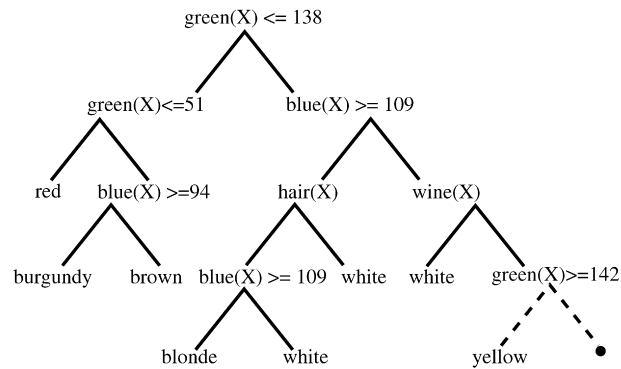 green(X) <= 138
green(X)<=51 blue(X) >= 109
red blue(X) >=94 hair(X) wine(X)
burgundy brown blue(X) >= 109 white white green(X)>=142
blonde white yellow